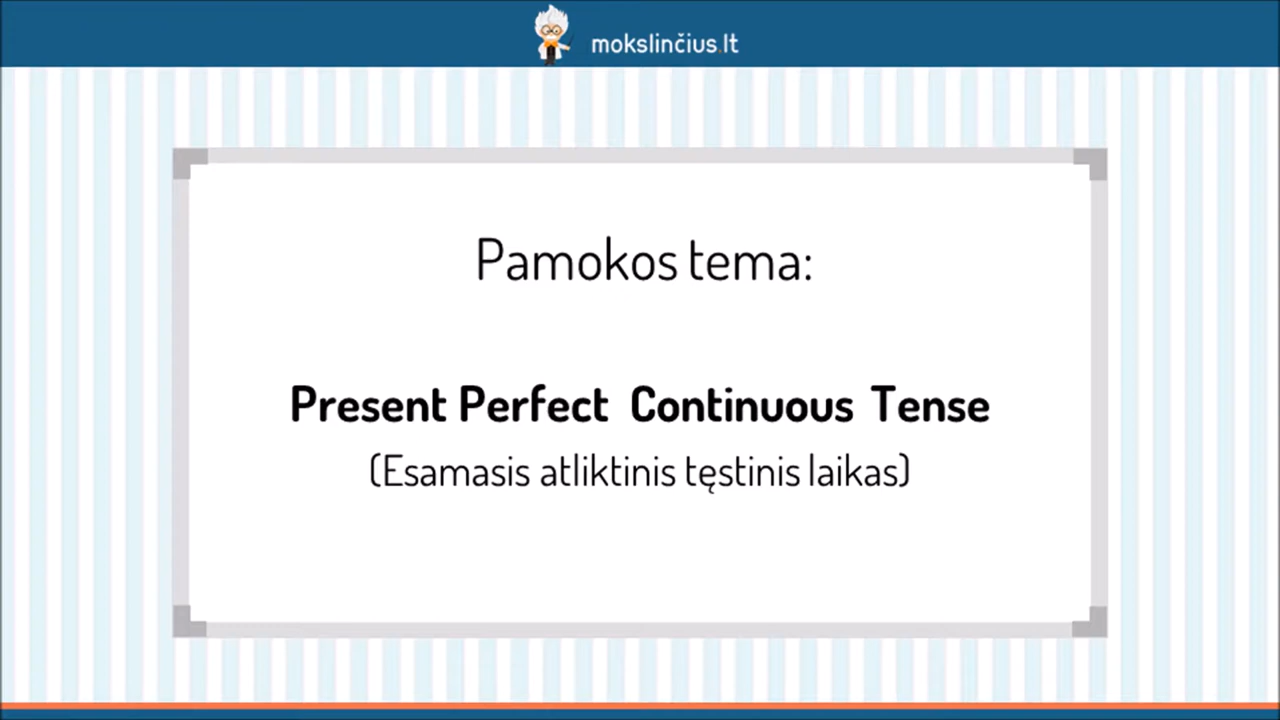 mokslinčius.lt
Pamokos tema:
Present Perfect Continuous Tense
(Esamasis atliktinis tęstinis laikas)